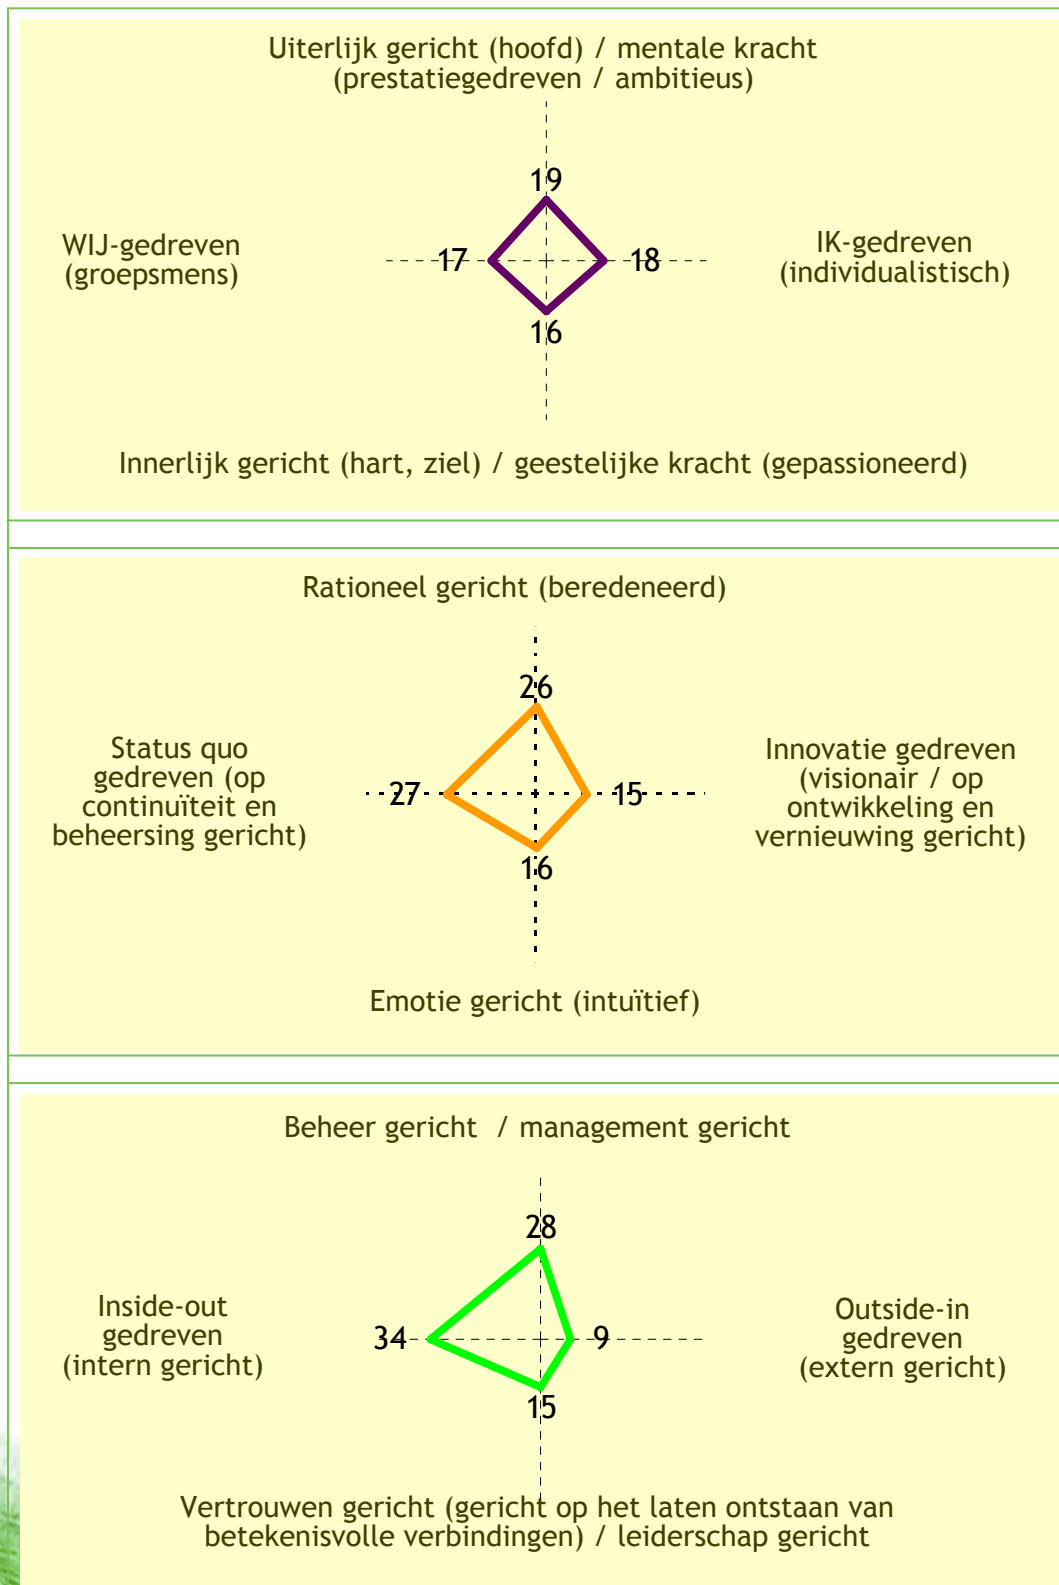 Uiterlijk gericht (hoofd) / mentale kracht
(prestatiegedreven / ambitieus)
19
WIJ-gedreven
(groepsmens)
17
18
IK-gedreven
(individualistisch)
16
Innerlijk gericht (hart, ziel) / geestelijke kracht (gepassioneerd)
Rationeel gericht (beredeneerd)
26
Status quo
gedreven (op
continuïteit en
beheersing gericht)
27
15
Innovatie gedreven
(visionair / op
ontwikkeling en
vernieuwing gericht)
16
Emotie gericht (intuïtief)
Beheer gericht / management gericht
28
Inside-out
gedreven
(intern gericht)
34
9
Outside-in
gedreven
(extern gericht)
15
Vertrouwen gericht (gericht op het laten ontstaan van
betekenisvolle verbindingen) / leiderschap gericht